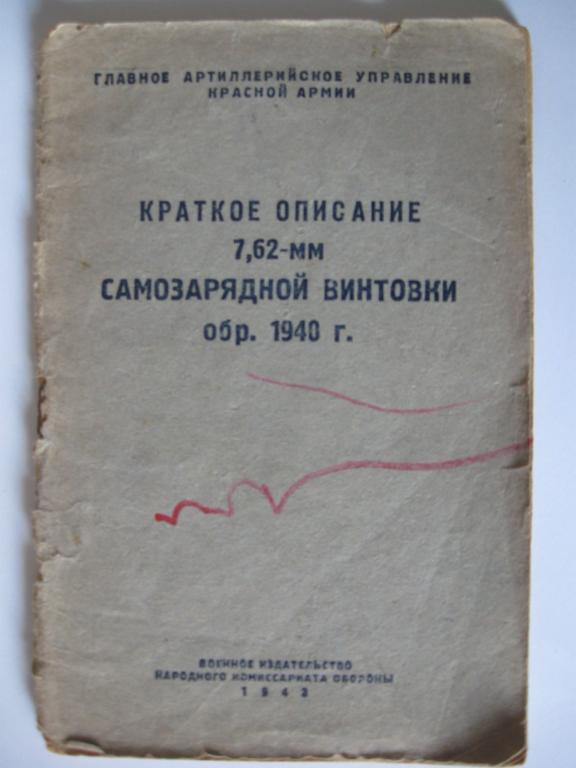 ГЛАВНОЕ АРТИЛЛЕРИЙСКОЕ УПРАВЛЕНИЕ
КРАСНОЙ АРМИИ
КРАТКОЕ ОПИСАНИЕ
7,62-мм
САМОЗАРЯДНОЙ ВИНТОВКИ
обр. 1940 г.
ВОЕННОЕ ИЗДАТЕЛЬСТВО
НАРОДНОГО КОМИССАРИАТА ОБОРОНЫ
1943